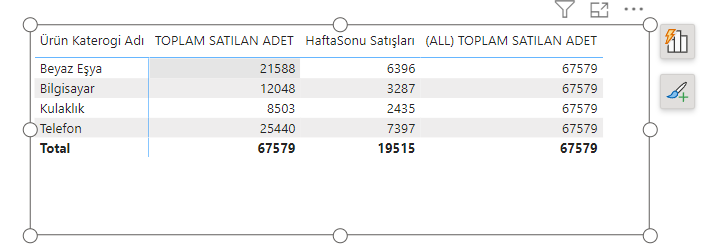 Ürün Katerogi Adı TOPLAM SATILAN ADET HaftaSonu Satışları (ALL) TOPLAM SATILAN ADET
Beyaz Eşya 21588 6396 67579
Bilgisayar 12048 3287 67579
Kulaklık 8503 2435 67579
Telefon 25440 7397 67579
Total 67579 19515 67579